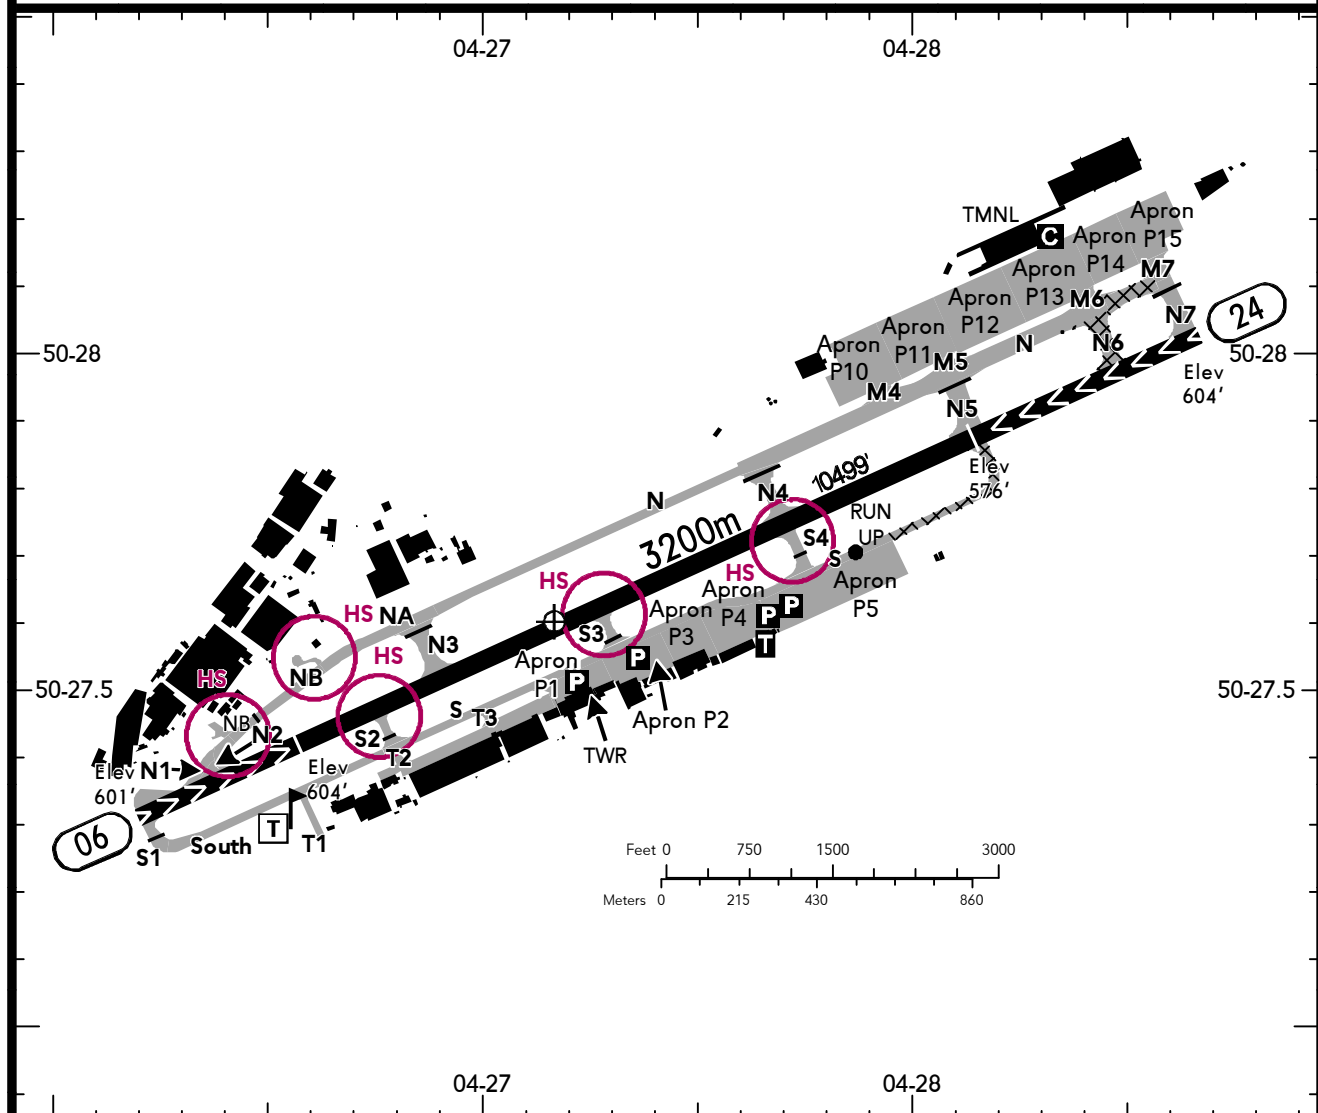 04-27
04-28
TMNL
C
Apron
P15
Apron
P14
Apron
P13
M7
M6
Apron
P12
N7
24
Apron
P11
N
N6
50-28
50-28
Apron
P10
M5
M4
Elev
604'
N5
10499'
Elev
576'
N4
N
RUN
UP
3200m
S4
S
HS
HS
Apron
P5
Apron
P4
P
P
T
HS
NA
HS
N3
S3
Apron
P3
P
Apron
P1
P
Apron P2
TWR
50-27.5
50-27.5
HS
NB
NB
N2
S
T3
S2
T2
Elev
601'
N1
Elev
604'
06
S1
South
T
T1
Feet 0 750 1500 3000
Meters 0 215 430 860
04-27
04-28